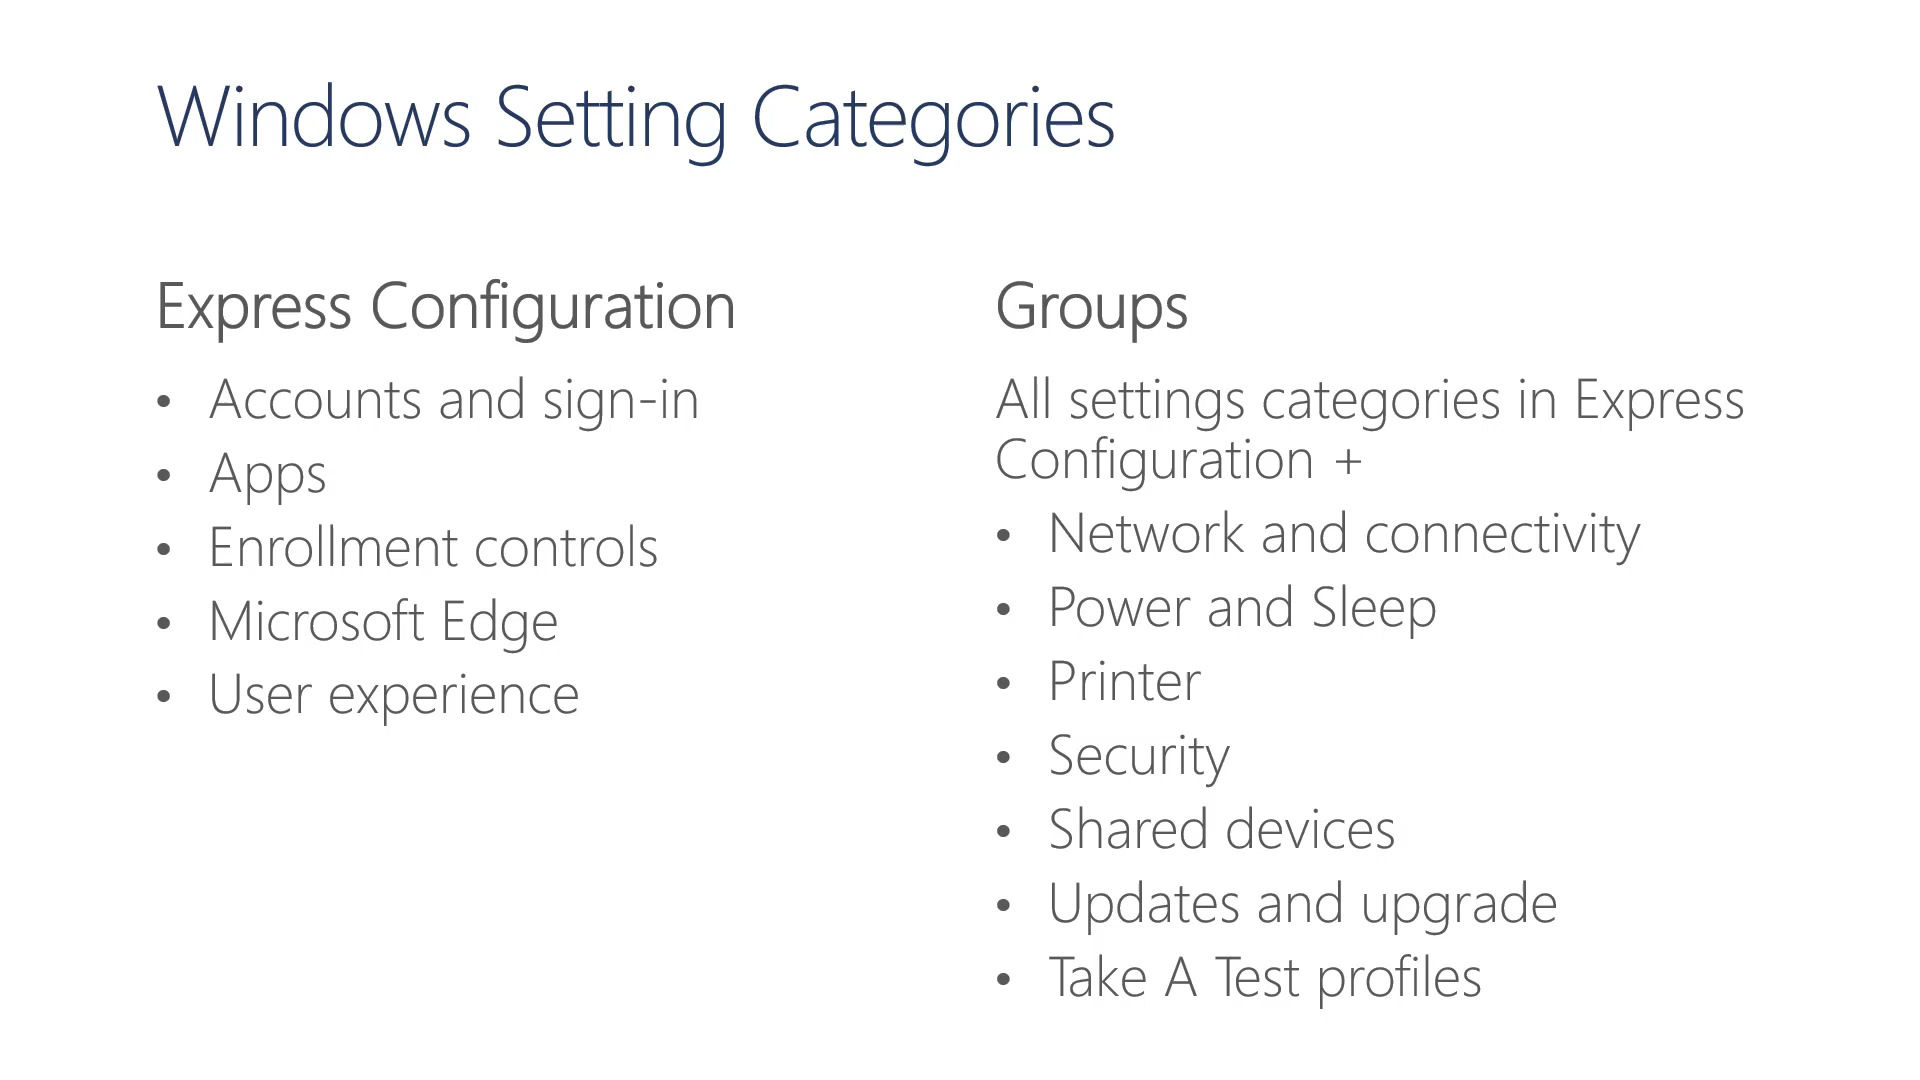 Windows Setting Categories
Express Configuration
• Accounts and sign-in
• Apps
• Enrollment controls
• Microsoft Edge
• User experience
Groups
All settings categories in Express
Configuration +
• Network and connectivity
• Power and Sleep
• Printer
• Security
• Shared devices
• Updates and upgrade
• Take A Test profiles